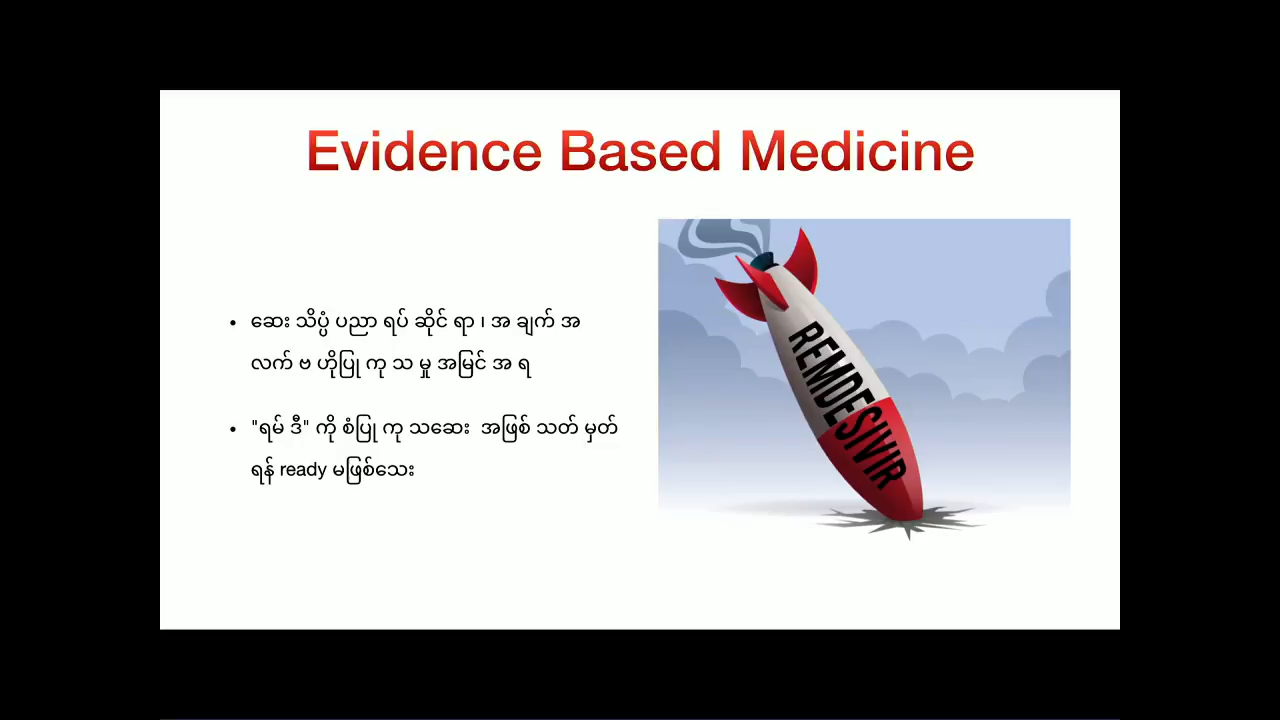 Evidence Based Medicine
• ဆေး သိပ္ပံ ပညာ ရပ် ဆိုင် ရာ ၊ အ ချက် အ
လက် ဗ ဟိုပြု ကု သ မှု အမြင် အ ရ
• "ရမ် ဒီ" ကို စံပြု ကု သဆေး အဖြစ် သတ် မှတ်
ရန် ready မဖြစ်သေး
REMDESIVIR